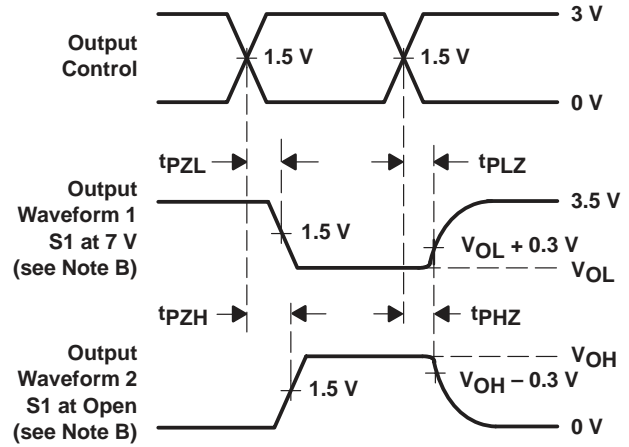 Output
Control
3 V
1.5 V
1.5 V
0 V
tPZL
tPLZ
Output
Waveform 1
S1 at 7 V
(see Note B)
3.5 V
1.5 V
VOL + 0.3 V
VOL
tPZH
tPHZ
Output
Waveform 2
S1 at Open
(see Note B)
VOH
1.5 V
VOH – 0.3 V
0 V